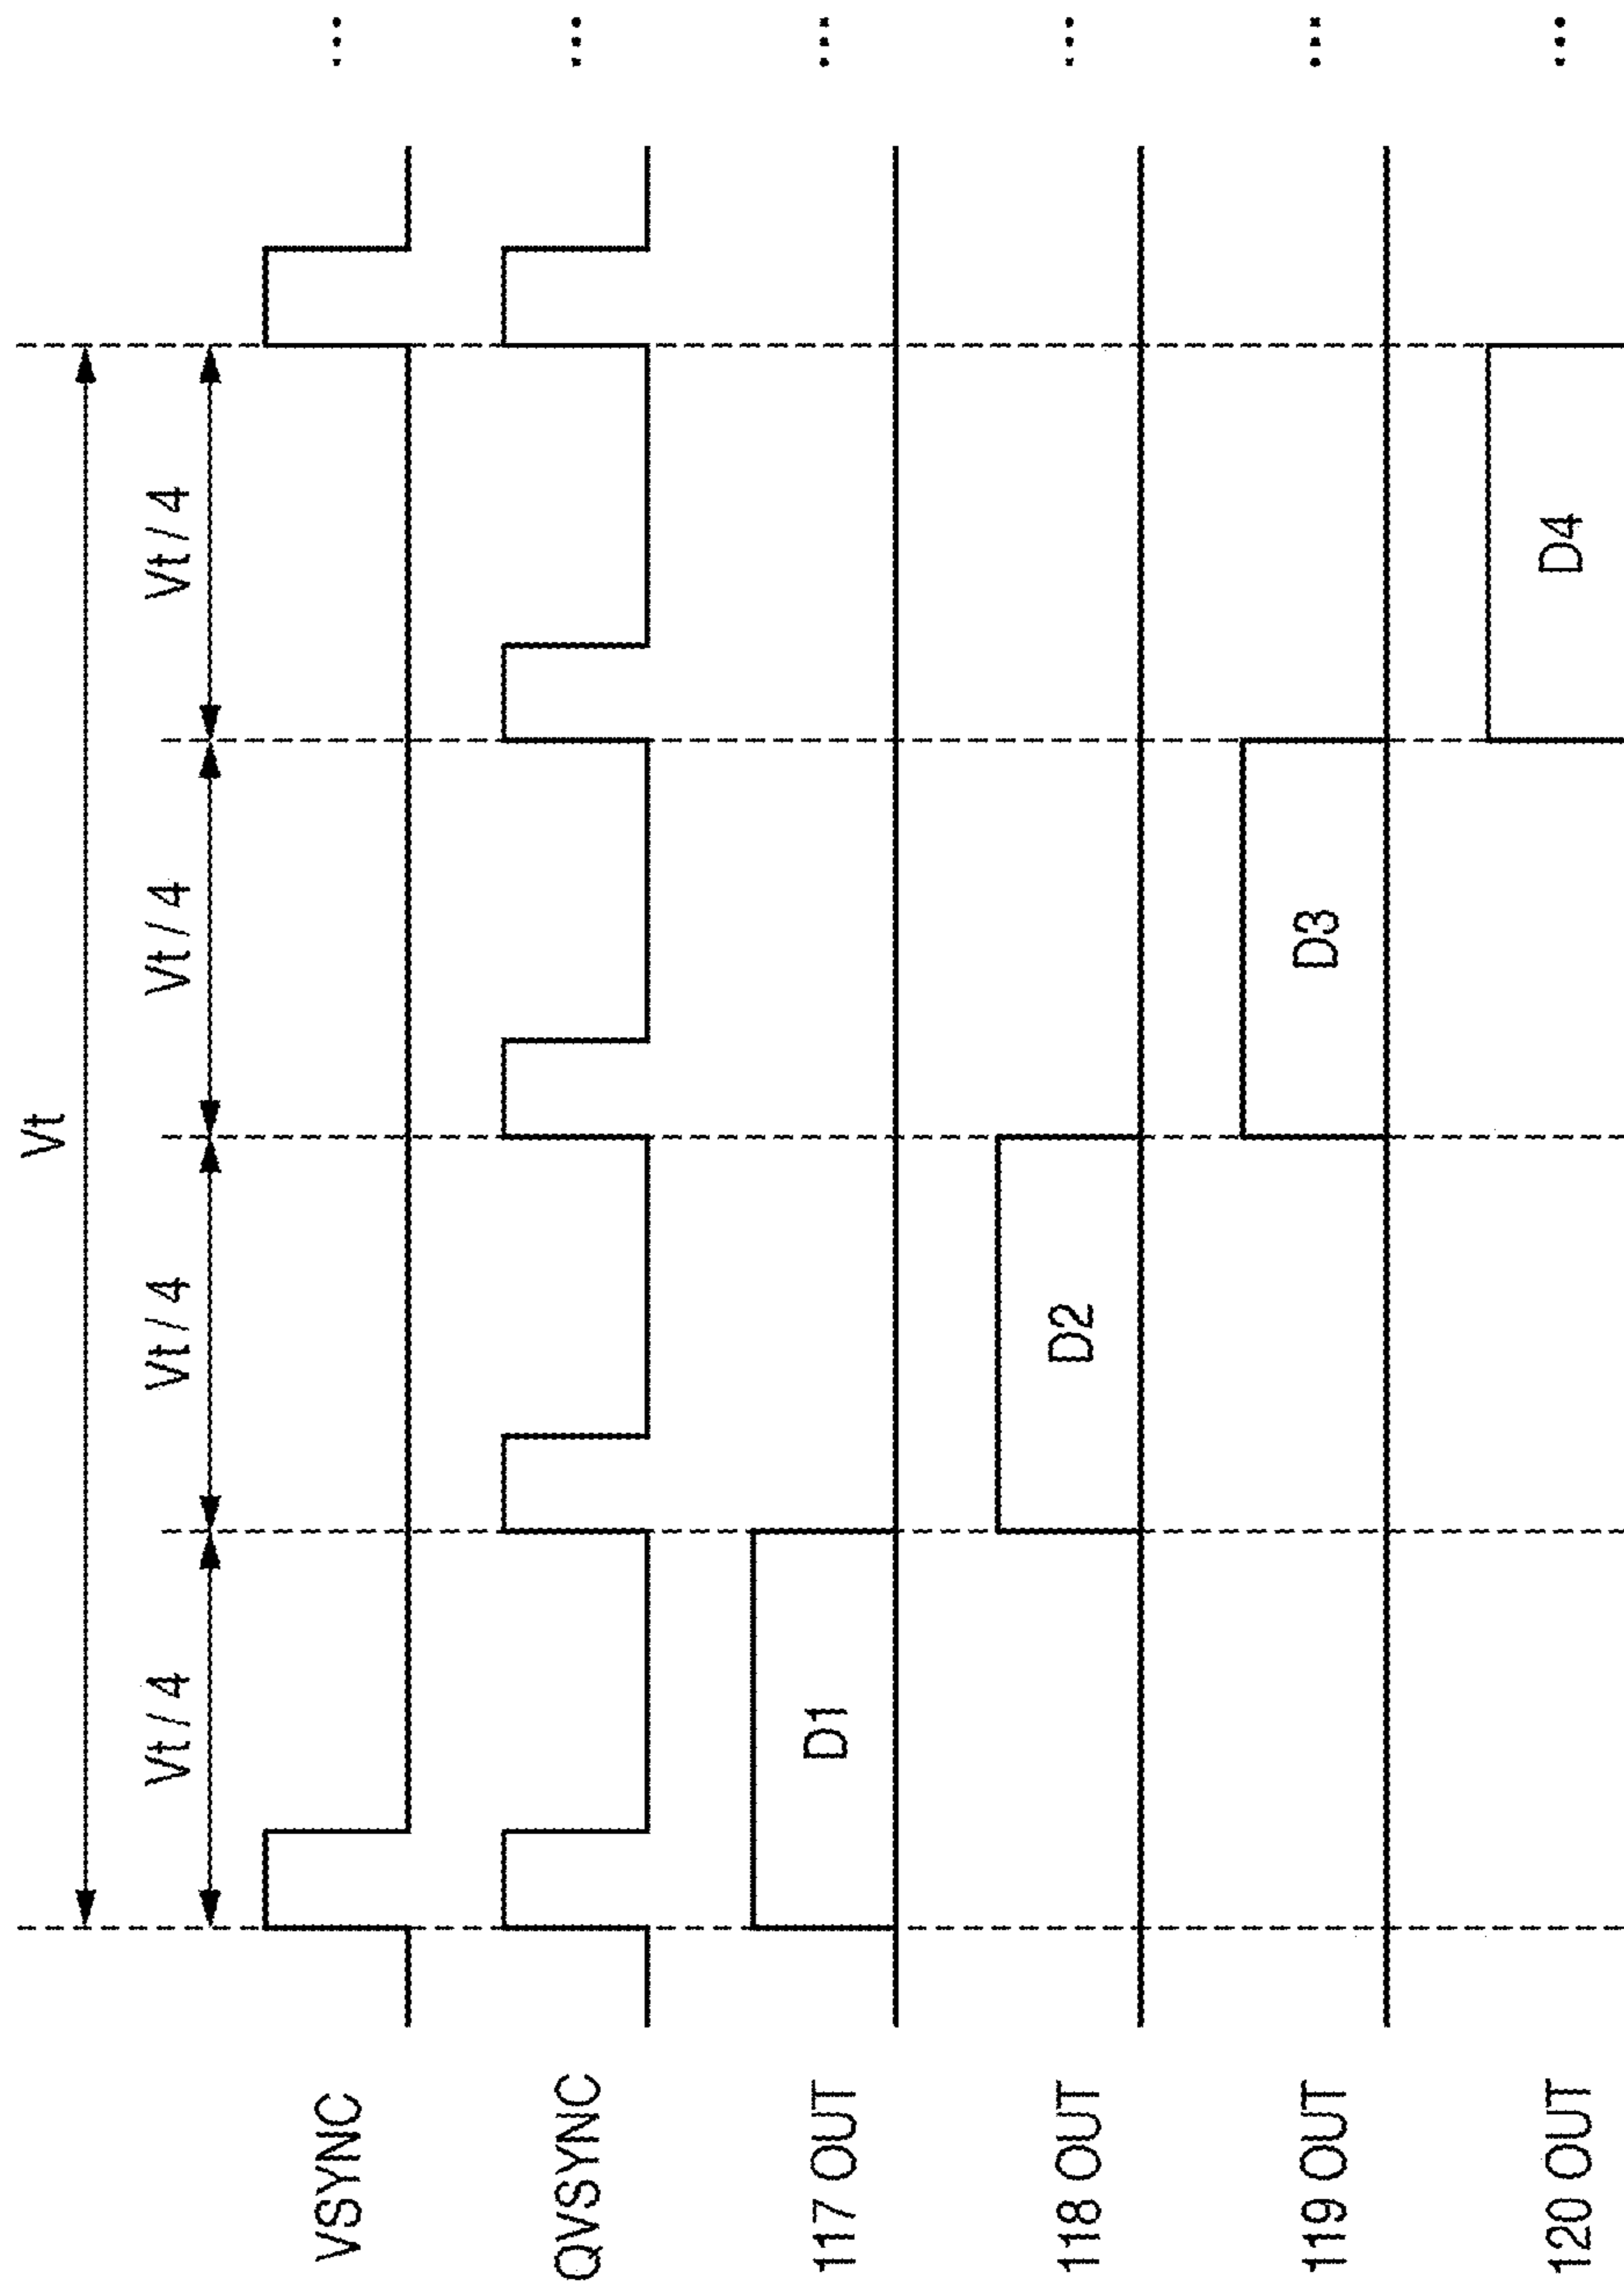 Vt
Vt / 4
Vt / 4
Vt / 4
Vt / 4
VSYNC
QVSYNC
117 OUT
D1
118 OUT
D2
119 OUT
D3
120 OUT
D4